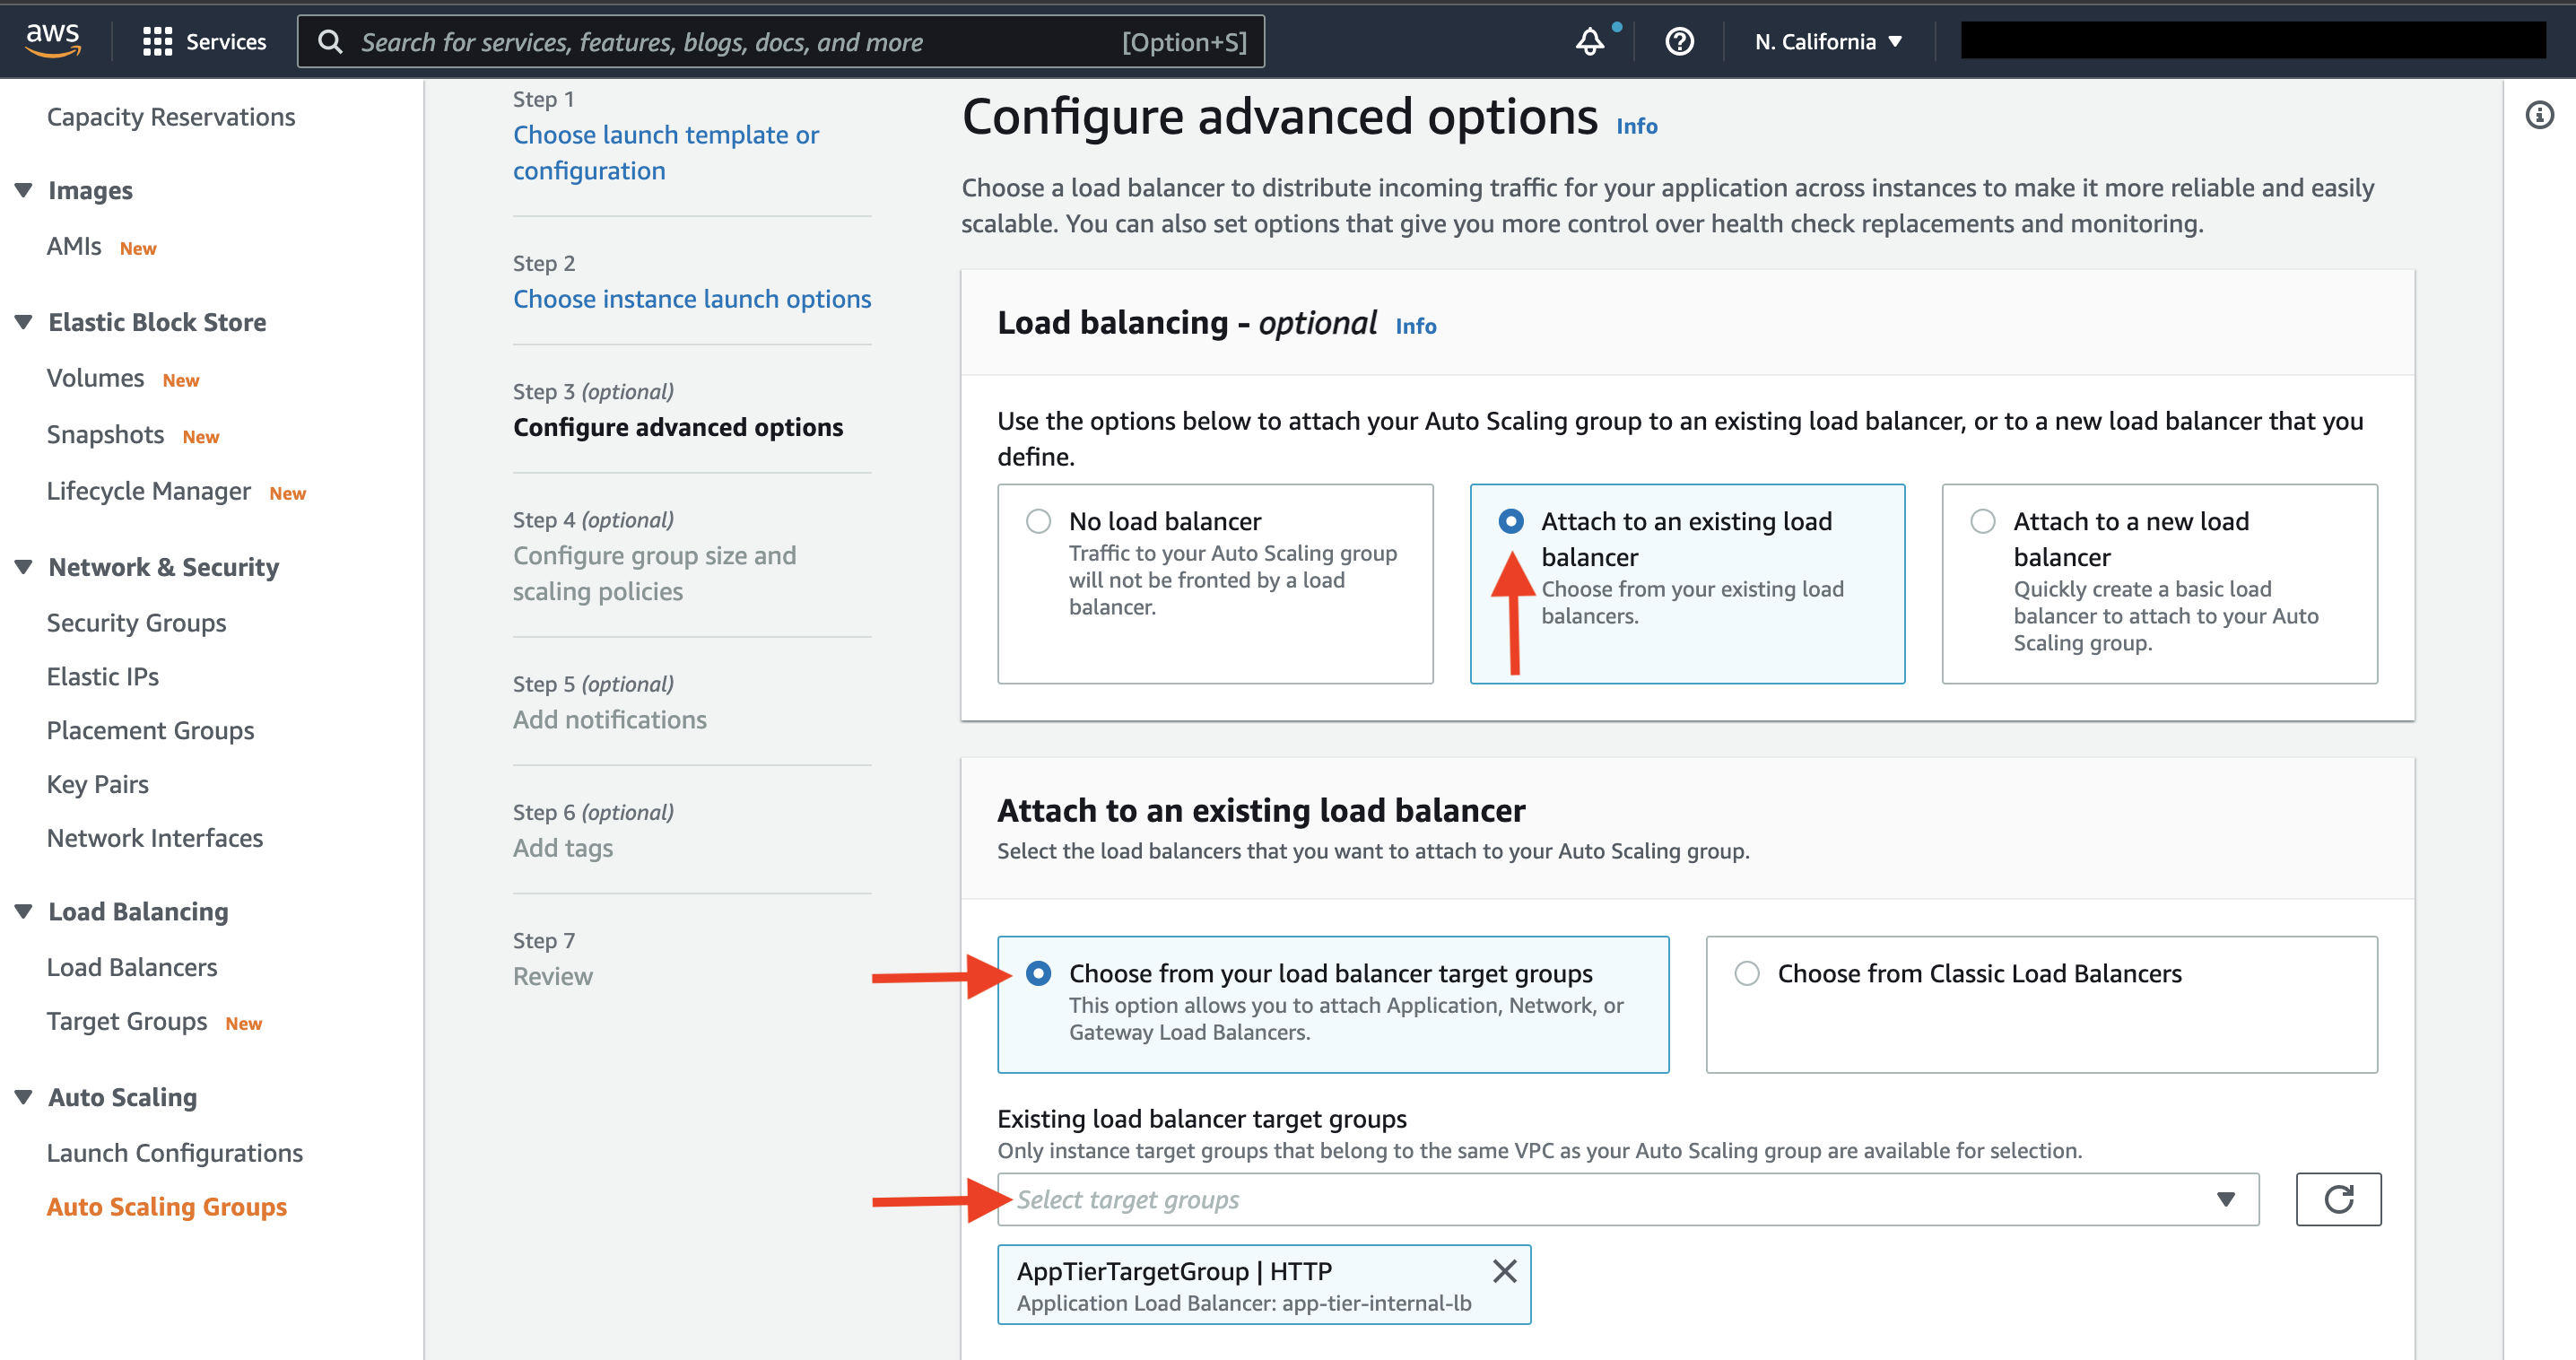 aws
Services
Search for services, features, blogs, docs, and more
[Option+S]
N. California
Capacity Reservations
Images
AMIs New
Elastic Block Store
Volumes New
Snapshots New
Lifecycle Manager New
Network & Security
Security Groups
Elastic IPs
Placement Groups
Key Pairs
Network Interfaces
Load Balancing
Load Balancers
Target Groups New
Auto Scaling
Launch Configurations
Auto Scaling Groups
Step 1
Choose launch template or
configuration
Step 2
Choose instance launch options
Step 3 (optional)
Configure advanced options
Step 4 (optional)
Configure group size and
scaling policies
Step 5 (optional)
Add notifications
Step 6 (optional)
Add tags
Step 7
Review
Configure advanced options Info
Choose a load balancer to distribute incoming traffic for your application across instances to make it more reliable and easily
scalable. You can also set options that give you more control over health check replacements and monitoring.
Load balancing - optional Info
Use the options below to attach your Auto Scaling group to an existing load balancer, or to a new load balancer that you
define.
No load balancer
Traffic to your Auto Scaling group
will not be fronted by a load
balancer.
Attach to an existing load
balancer
Choose from your existing load
balancers.
Attach to a new load
balancer
Quickly create a basic load
balancer to attach to your Auto
Scaling group.
Attach to an existing load balancer
Select the load balancers that you want to attach to your Auto Scaling group.
Choose from your load balancer target groups
This option allows you to attach Application, Network, or
Gateway Load Balancers.
Choose from Classic Load Balancers
Existing load balancer target groups
Only instance target groups that belong to the same VPC as your Auto Scaling group are available for selection.
Select target groups
AppTierTargetGroup | HTTP
Application Load Balancer: app-tier-internal-lb